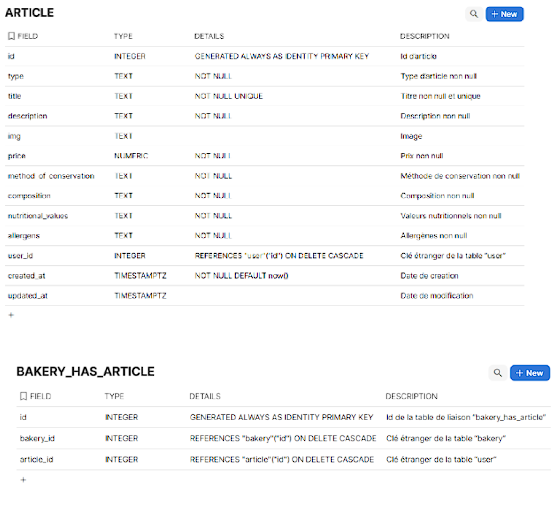 ARTICLE
+ New
FIELD TYPE DETAILS DESCRIPTION
id INTEGER GENERATED ALWAYS AS IDENTITY PRIMARY KEY Id d'article
type TEXT NOT NULL Type d'article non null
title TEXT NOT NULL UNIQUE Titre non null et unique
description TEXT NOT NULL Description non null
img TEXT Image
price NUMERIC NOT NULL Prix non null
method_of_conservation TEXT NOT NULL Méthode de conservation non null
composition TEXT NOT NULL Composition non null
nutritional_values TEXT NOT NULL Valeurs nutritionnels non null
allergens TEXT NOT NULL Allergènes non null
user_id INTEGER REFERENCES "user"("id") ON DELETE CASCADE Clé étranger de la table "user"
created_at TIMESTAMPTZ NOT NULL DEFAULT now() Date de creation
updated_at TIMESTAMPTZ Date de modification
+
BAKERY_HAS_ARTICLE
+ New
FIELD TYPE DETAILS DESCRIPTION
id INTEGER GENERATED ALWAYS AS IDENTITY PRIMARY KEY Id de la table de liaison "bakery_has_article"
bakery_id INTEGER REFERENCES "bakery"("id") ON DELETE CASCADE Clé étranger de la table "bakery"
article_id INTEGER REFERENCES "article"("id") ON DELETE CASCADE Clé étranger de la table "user"
+